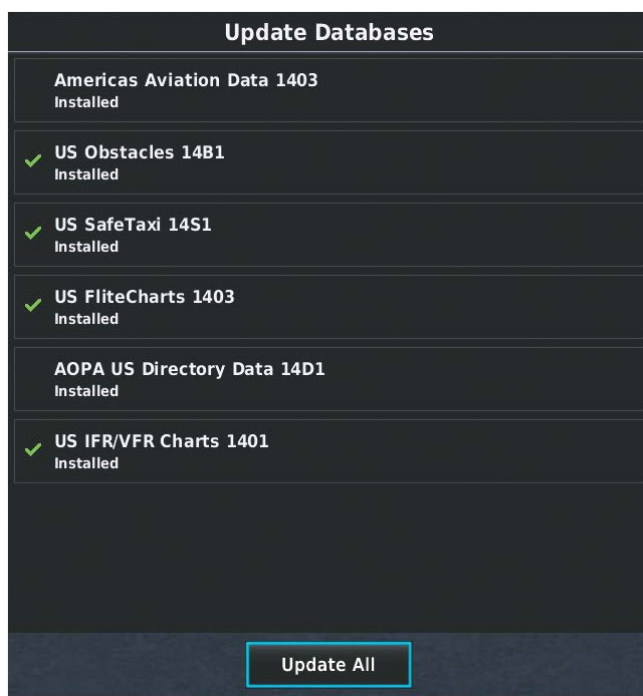 Update Databases
Americas Aviation Data 1403
Installed
US Obstacles 14B1
Installed
US SafeTaxi 14S1
Installed
US FliteCharts 1403
Installed
AOPA US Directory Data 14D1
Installed
US IFR/VFR Charts 1401
Installed
Update All